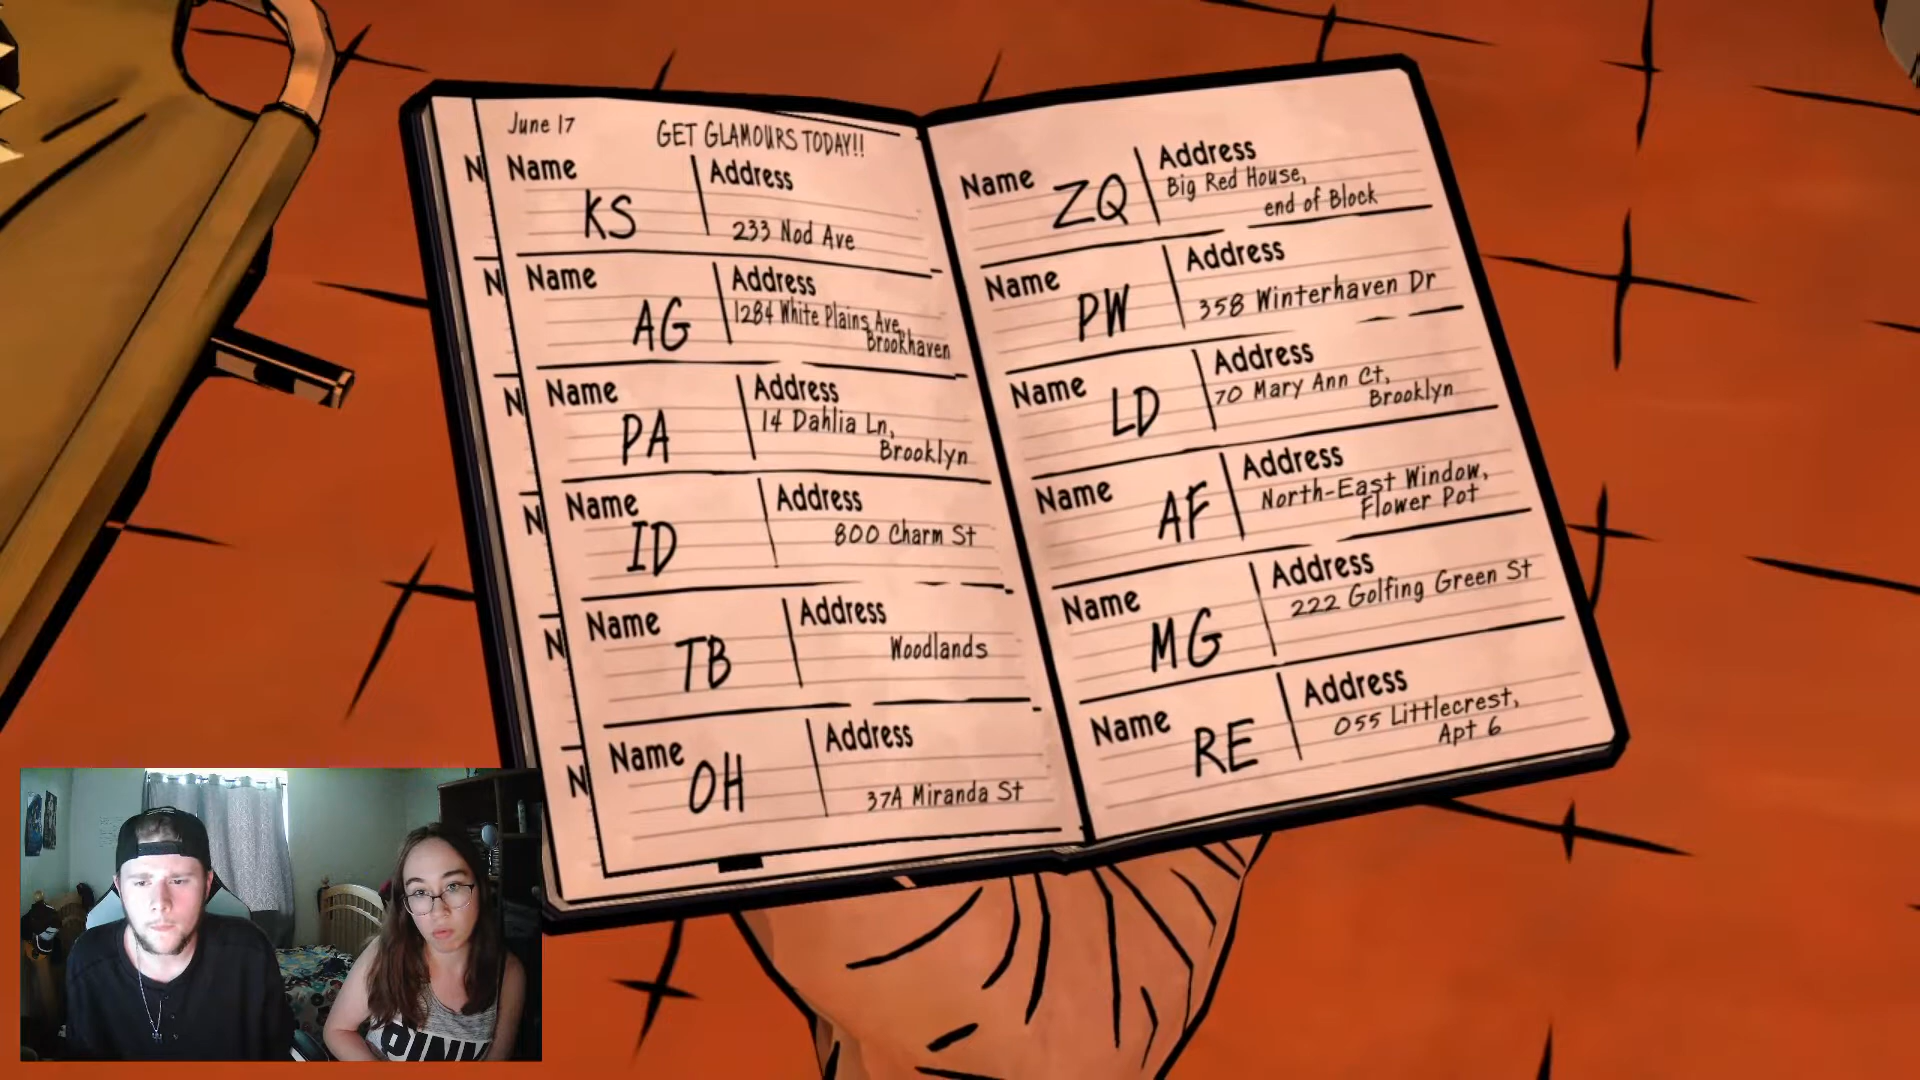 June 17
GET GLAMOURS TODAY!!
Name
KS
Address
233 Nod Ave
Name
AG
Address
1284 White Plains Ave,
Brookhaven
Name
PA
Address
14 Dahlia Ln,
Brooklyn
Name
ID
Address
800 Charm St
Name
TB
Address
Woodlands
Name
OH
Address
37A Miranda St
Name
ZQ
Address
Big Red House,
end of Block
Name
PW
Address
358 Winterhaven Dr
Name
LD
Address
70 Mary Ann Ct,
Brooklyn
Name
AF
Address
North-East Window,
Flower Pot
Name
MG
Address
222 Golfing Green St
Name
RE
Address
055 Littlecrest,
Apt 6
N
N
N
N
N
N
PINK